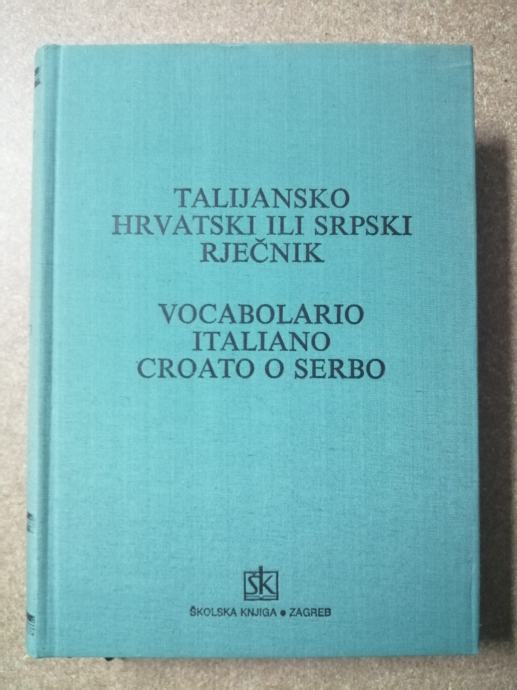 TALIJANSKO
HRVATSKI ILI SRPSKI
RJEČNIK
VOCABOLARIO
ITALIANO
CROATO O SERBO
ŠK
ŠKOLSKA KNJIGA • ZAGREB